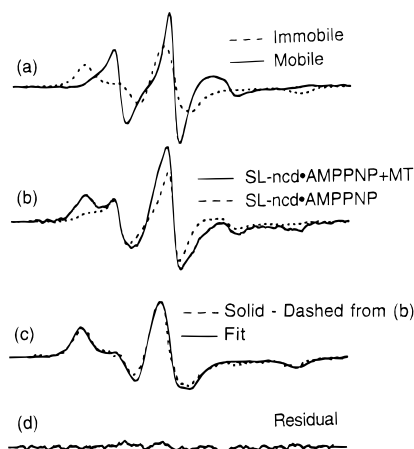 (a)
Immobile
Mobile
(b)
SL-ncd•AMPPNP+MT
SL-ncd•AMPPNP
(c)
Solid - Dashed from (b)
Fit
(d)
Residual